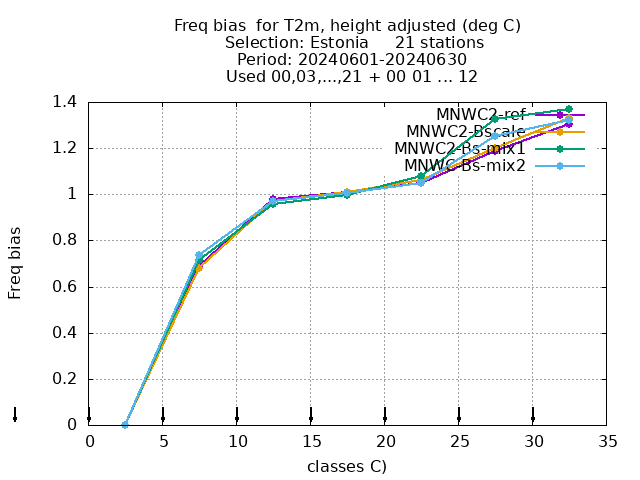 Freq bias  for T2m, height adjusted (deg C)
Selection: Estonia     21 stations
Period: 20240601-20240630
Used 00,03,...,21 + 00 01 ... 12
MNWC2-ref
MNWC2-Bscale
MNWC2-Bs-mix1
MNWC-Bs-mix2
1.4
1.2
1
0.8
0.6
0.4
0.2
0
Freq bias
0 5 10 15 20 25 30 35
classes C)